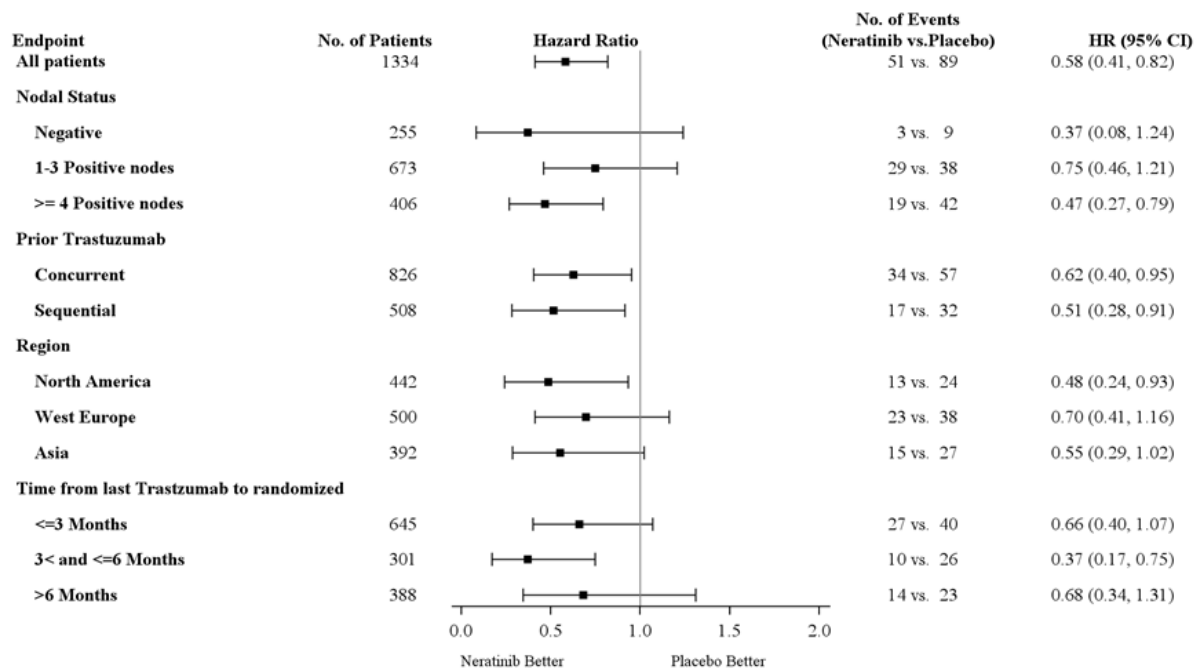 No. of Events
Endpoint No. of Patients Hazard Ratio (Neratinib vs.Placebo) HR (95% CI)
All patients 1334 51 vs. 89 0.58 (0.41, 0.82)
Nodal Status
Negative 255 3 vs. 9 0.37 (0.08, 1.24)
1-3 Positive nodes 673 29 vs. 38 0.75 (0.46, 1.21)
>= 4 Positive nodes 406 19 vs. 42 0.47 (0.27, 0.79)
Prior Trastuzumab
Concurrent 826 34 vs. 57 0.62 (0.40, 0.95)
Sequential 508 17 vs. 32 0.51 (0.28, 0.91)
Region
North America 442 13 vs. 24 0.48 (0.24, 0.93)
West Europe 500 23 vs. 38 0.70 (0.41, 1.16)
Asia 392 15 vs. 27 0.55 (0.29, 1.02)
Time from last Trastzumab to randomized
<=3 Months 645 27 vs. 40 0.66 (0.40, 1.07)
3< and <=6 Months 301 10 vs. 26 0.37 (0.17, 0.75)
>6 Months 388 14 vs. 23 0.68 (0.34, 1.31)
0.0 0.5 1.0 1.5 2.0
Neratinib Better Placebo Better